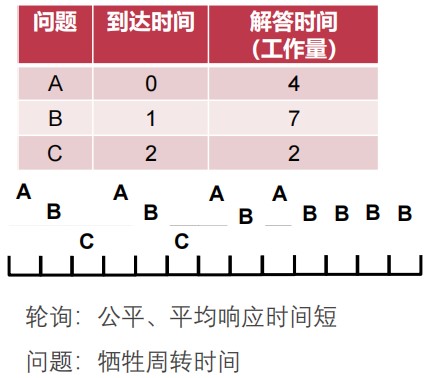 问题 到达时间 解答时间
(工作量)
A 0 4
B 1 7
C 2 2
A A A A
B B B B B B B
C C
轮询：公平、平均响应时间短
问题：牺牲周转时间